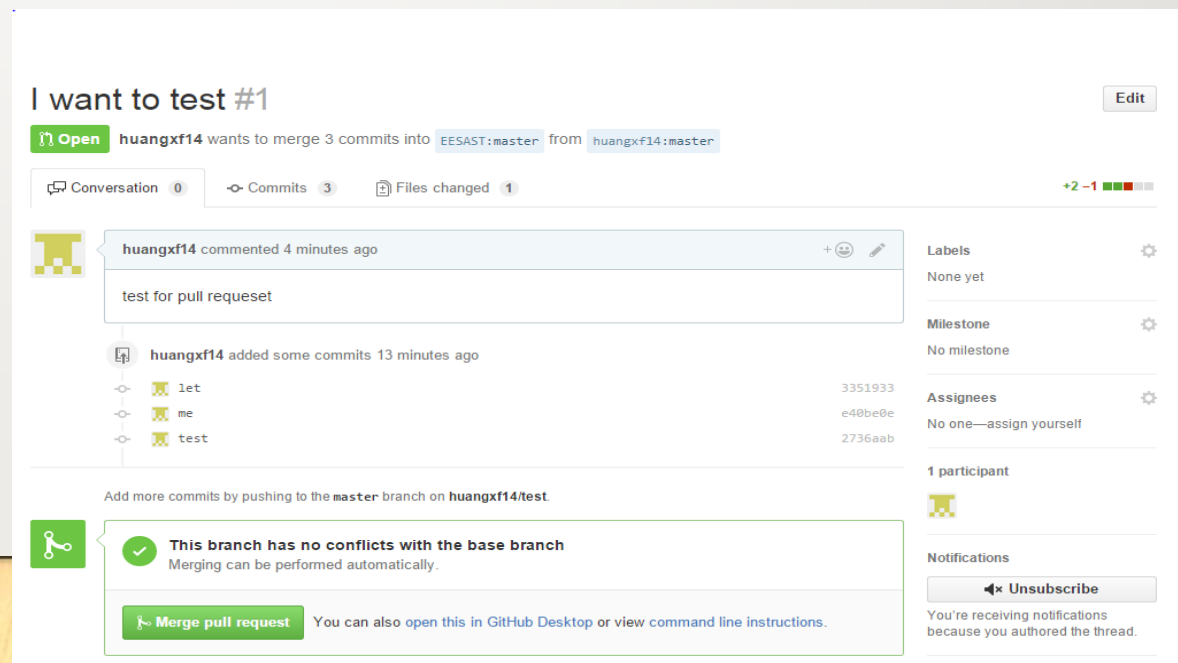 I want to test #1
Edit
Open huangxf14 wants to merge 3 commits into EESAST:master from huangxf14:master
Conversation 0 Commits 3 Files changed 1
+2 −1
huangxf14 commented 4 minutes ago
test for pull requeset
huangxf14 added some commits 13 minutes ago
let 3351933
me e40be0e
test 2736aab
Add more commits by pushing to the master branch on huangxf14/test.
This branch has no conflicts with the base branch
Merging can be performed automatically.
Merge pull request You can also open this in GitHub Desktop or view command line instructions.
Labels
None yet
Milestone
No milestone
Assignees
No one—assign yourself
1 participant
Notifications
Unsubscribe
You're receiving notifications
because you authored the thread.